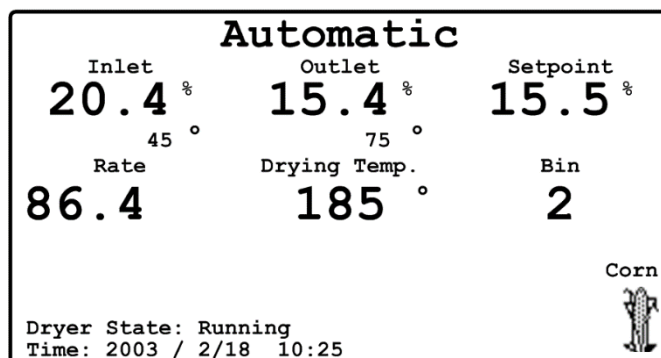 Automatic
Inlet Outlet Setpoint
20.4 % 15.4 % 15.5 %
45 ° 75 °
Rate Drying Temp. Bin
86.4 185 ° 2
Corn
Dryer State: Running
Time: 2003 / 2/18 10:25